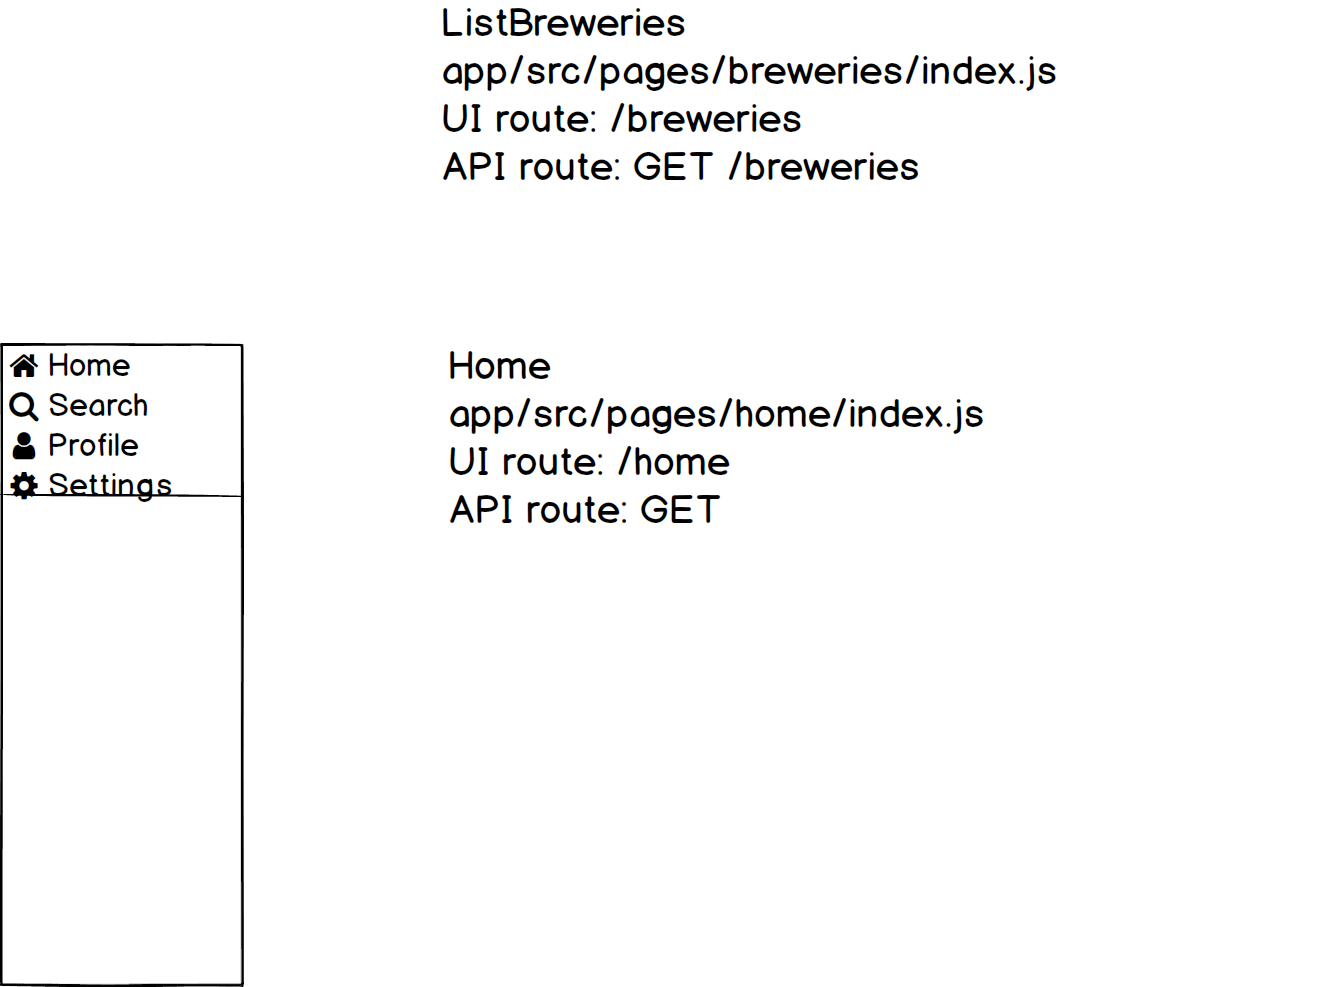 ListBreweries
app/src/pages/breweries/index.js
UI route: /breweries
API route: GET /breweries
Home
Search
Profile
Settings
Home
app/src/pages/home/index.js
UI route: /home
API route: GET